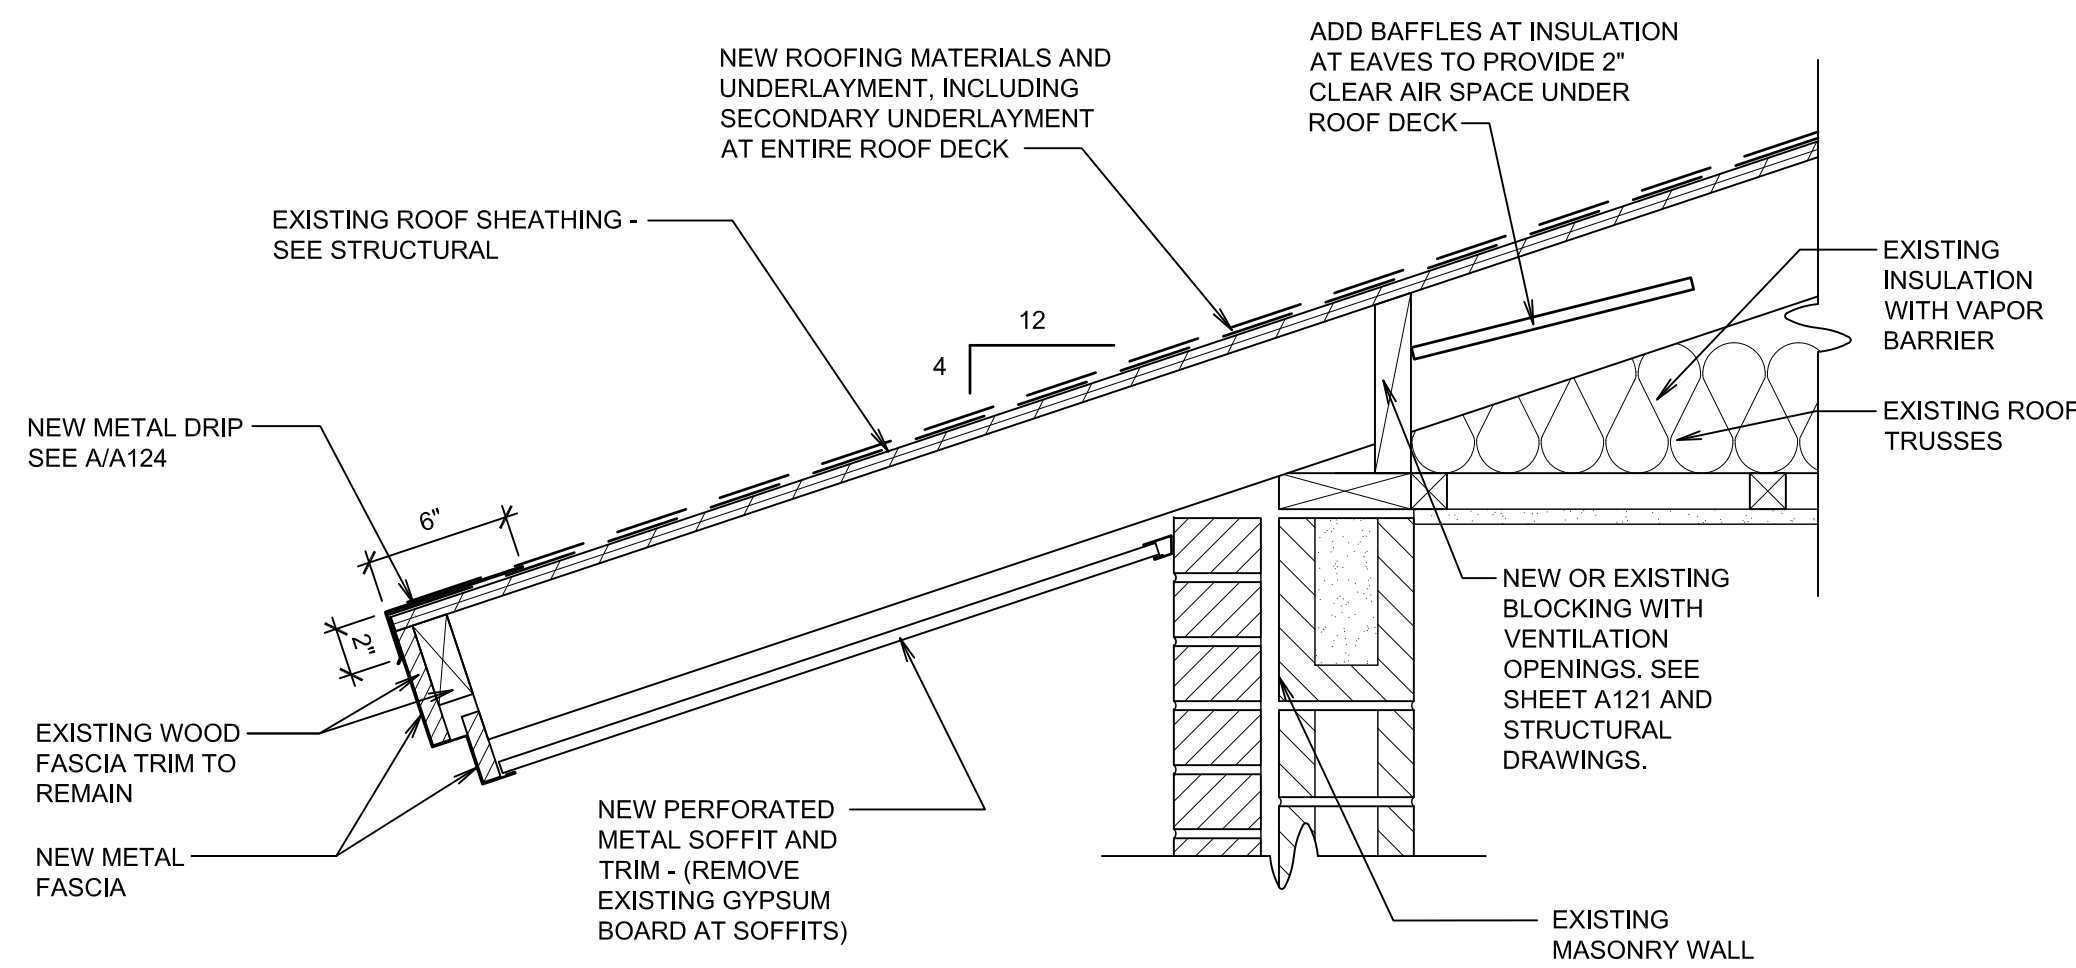 ADD BAFFLES AT INSULATION
AT EAVES TO PROVIDE 2"
CLEAR AIR SPACE UNDER
ROOF DECK
NEW ROOFING MATERIALS AND
UNDERLAYMENT, INCLUDING
SECONDARY UNDERLAYMENT
AT ENTIRE ROOF DECK
EXISTING ROOF SHEATHING -
SEE STRUCTURAL
EXISTING
INSULATION
WITH VAPOR
BARRIER
12
4
EXISTING ROOF
TRUSSES
NEW METAL DRIP
SEE A/A124
6"
2"
NEW OR EXISTING
BLOCKING WITH
VENTILATION
OPENINGS. SEE
SHEET A121 AND
STRUCTURAL
DRAWINGS.
EXISTING WOOD
FASCIA TRIM TO
REMAIN
NEW METAL
FASCIA
NEW PERFORATED
METAL SOFFIT AND
TRIM - (REMOVE
EXISTING GYPSUM
BOARD AT SOFFITS)
EXISTING
MASONRY WALL